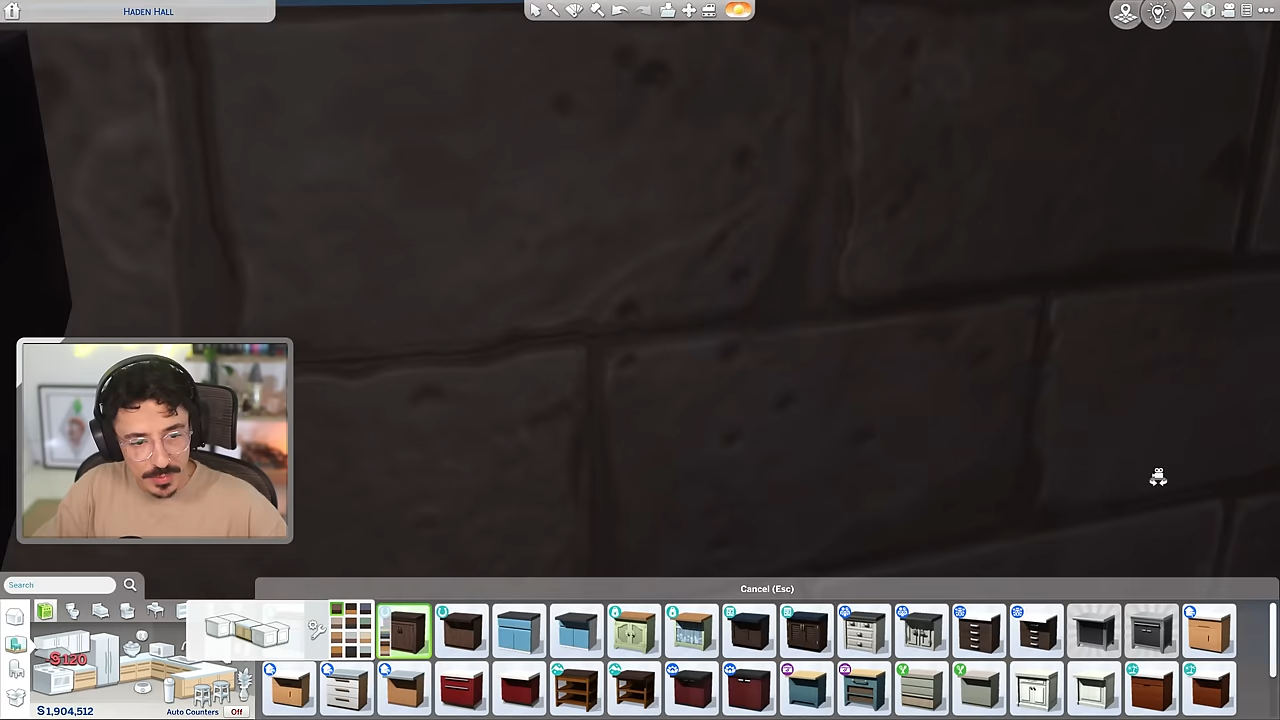 HADEN HALL
Search
Cancel (Esc)
§120
§1,904,512
Auto Counters
Off